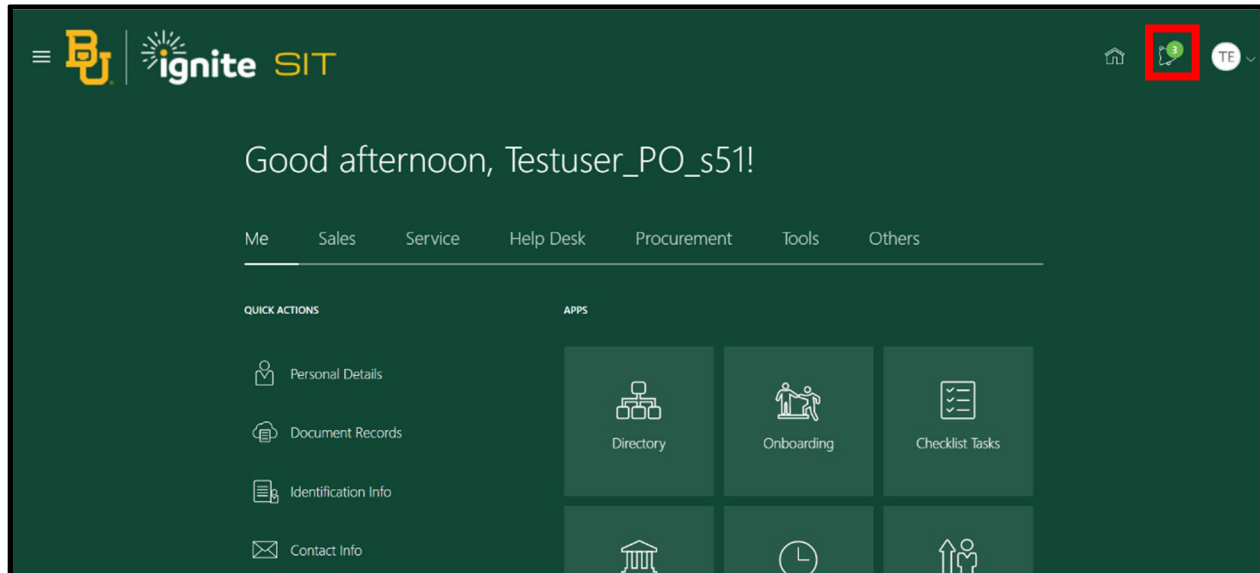 BU ignite SIT 3 TE
Good afternoon, Testuser_PO_s51!
Me Sales Service Help Desk Procurement Tools Others
QUICK ACTIONS
Personal Details
Document Records
Identification Info
Contact Info
APPS
Directory Onboarding Checklist Tasks